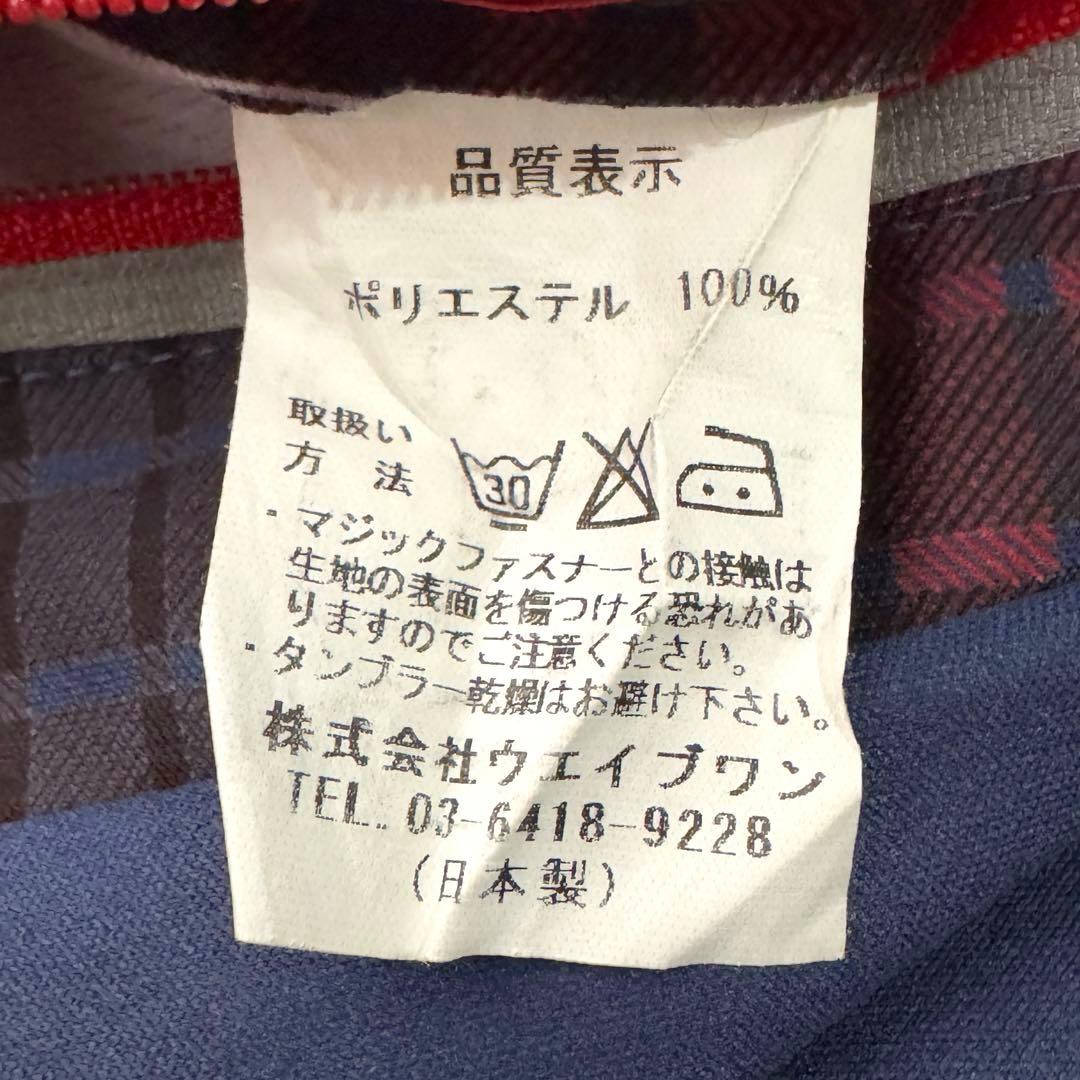 品質表示
ポリエステル 100%
取扱い
方 法
30
・マジックファスナーとの接触は
生地の表面を傷つける恐れがあ
りますのでご注意ください。
・タンブラー乾燥はお避け下さい。
株式会社ウエイブワン
TEL. 03-6418-9228
(日本製)